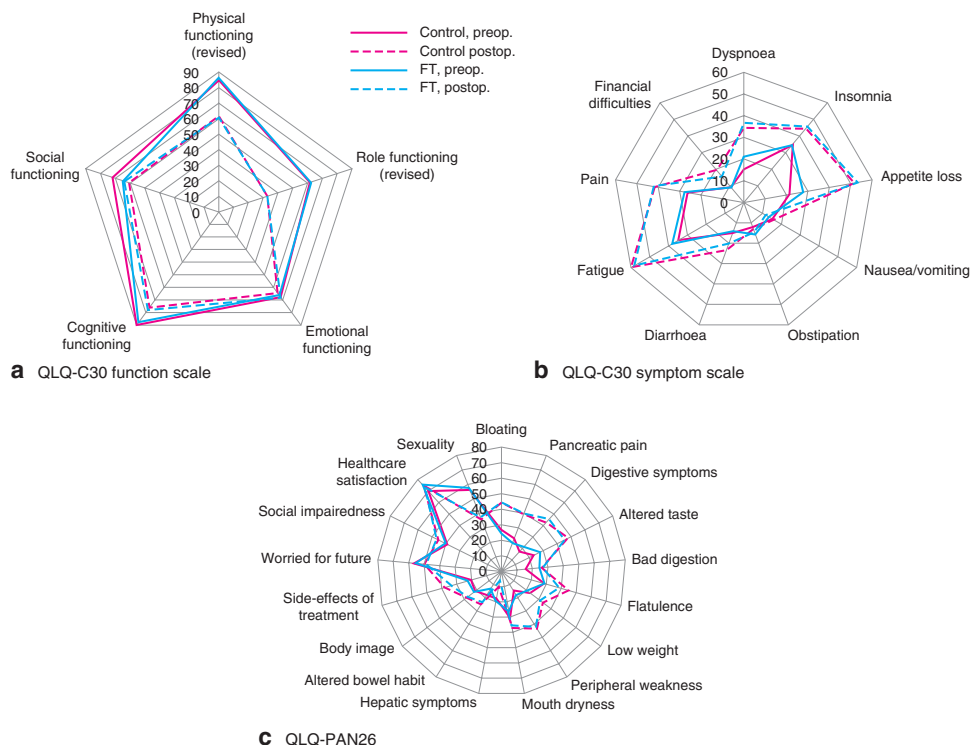 Physical
functioning
(revised)
90
80
70
60
50
40
30
20
10
0
Role functioning
(revised)
Emotional
functioning
Cognitive
functioning
Social
functioning
Control, preop.
Control postop.
FT, preop.
FT, postop.
a QLQ-C30 function scale
Dyspnoea
60
50
40
30
20
10
0
Insomnia
Appetite loss
Nausea/vomiting
Obstipation
Diarrhoea
Fatigue
Pain
Financial
difficulties
b QLQ-C30 symptom scale
Bloating
80
70
60
50
40
30
20
10
0
Pancreatic pain
Digestive symptoms
Altered taste
Bad digestion
Flatulence
Low weight
Peripheral weakness
Mouth dryness
Hepatic symptoms
Altered bowel habit
Body image
Side-effects of
treatment
Worried for future
Social impairedness
Healthcare
satisfaction
Sexuality
c QLQ-PAN26